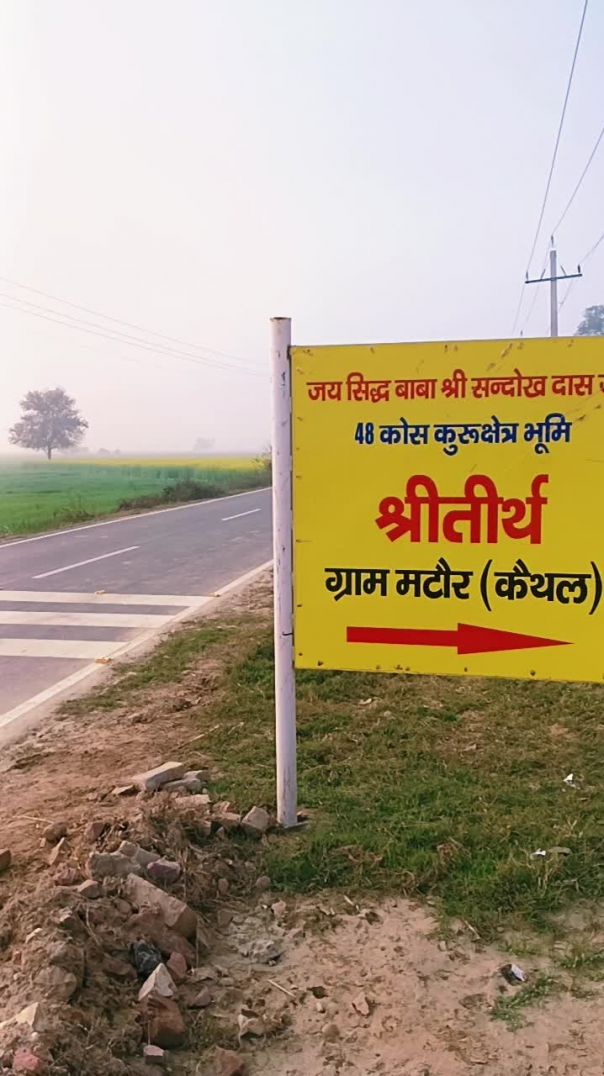 जय सिद्ध बाबा श्री सन्दोख दास
48 कोस कुरूक्षेत्र भूमि
श्रीतीर्थ
ग्राम मटौर (कैथल)